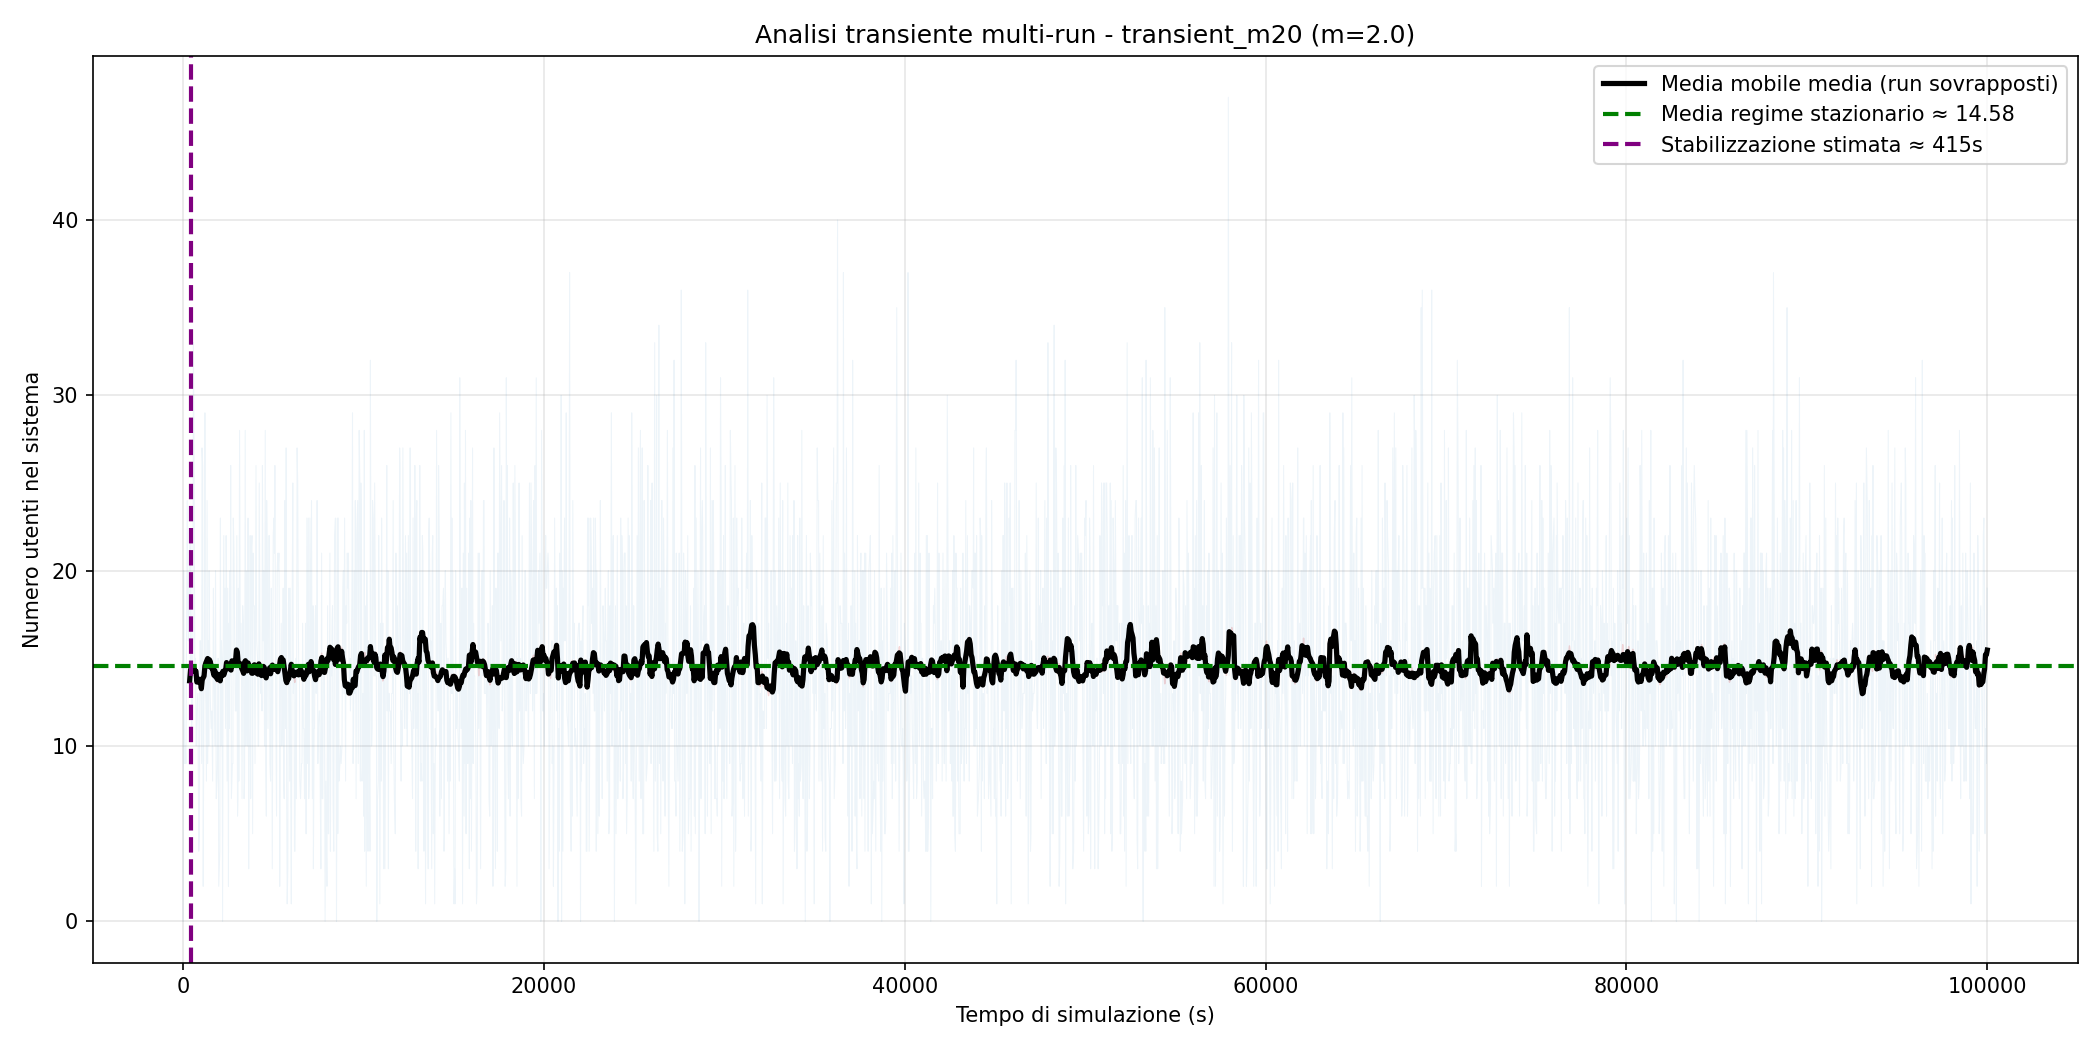 Analisi transiente multi-run - transient_m20 (m=2.0)
Media mobile media (run sovrapposti)
Media regime stazionario ≈ 14.58
Stabilizzazione stimata ≈ 415s
Numero utenti nel sistema
40
30
20
10
0
0 20000 40000 60000 80000 100000
Tempo di simulazione (s)